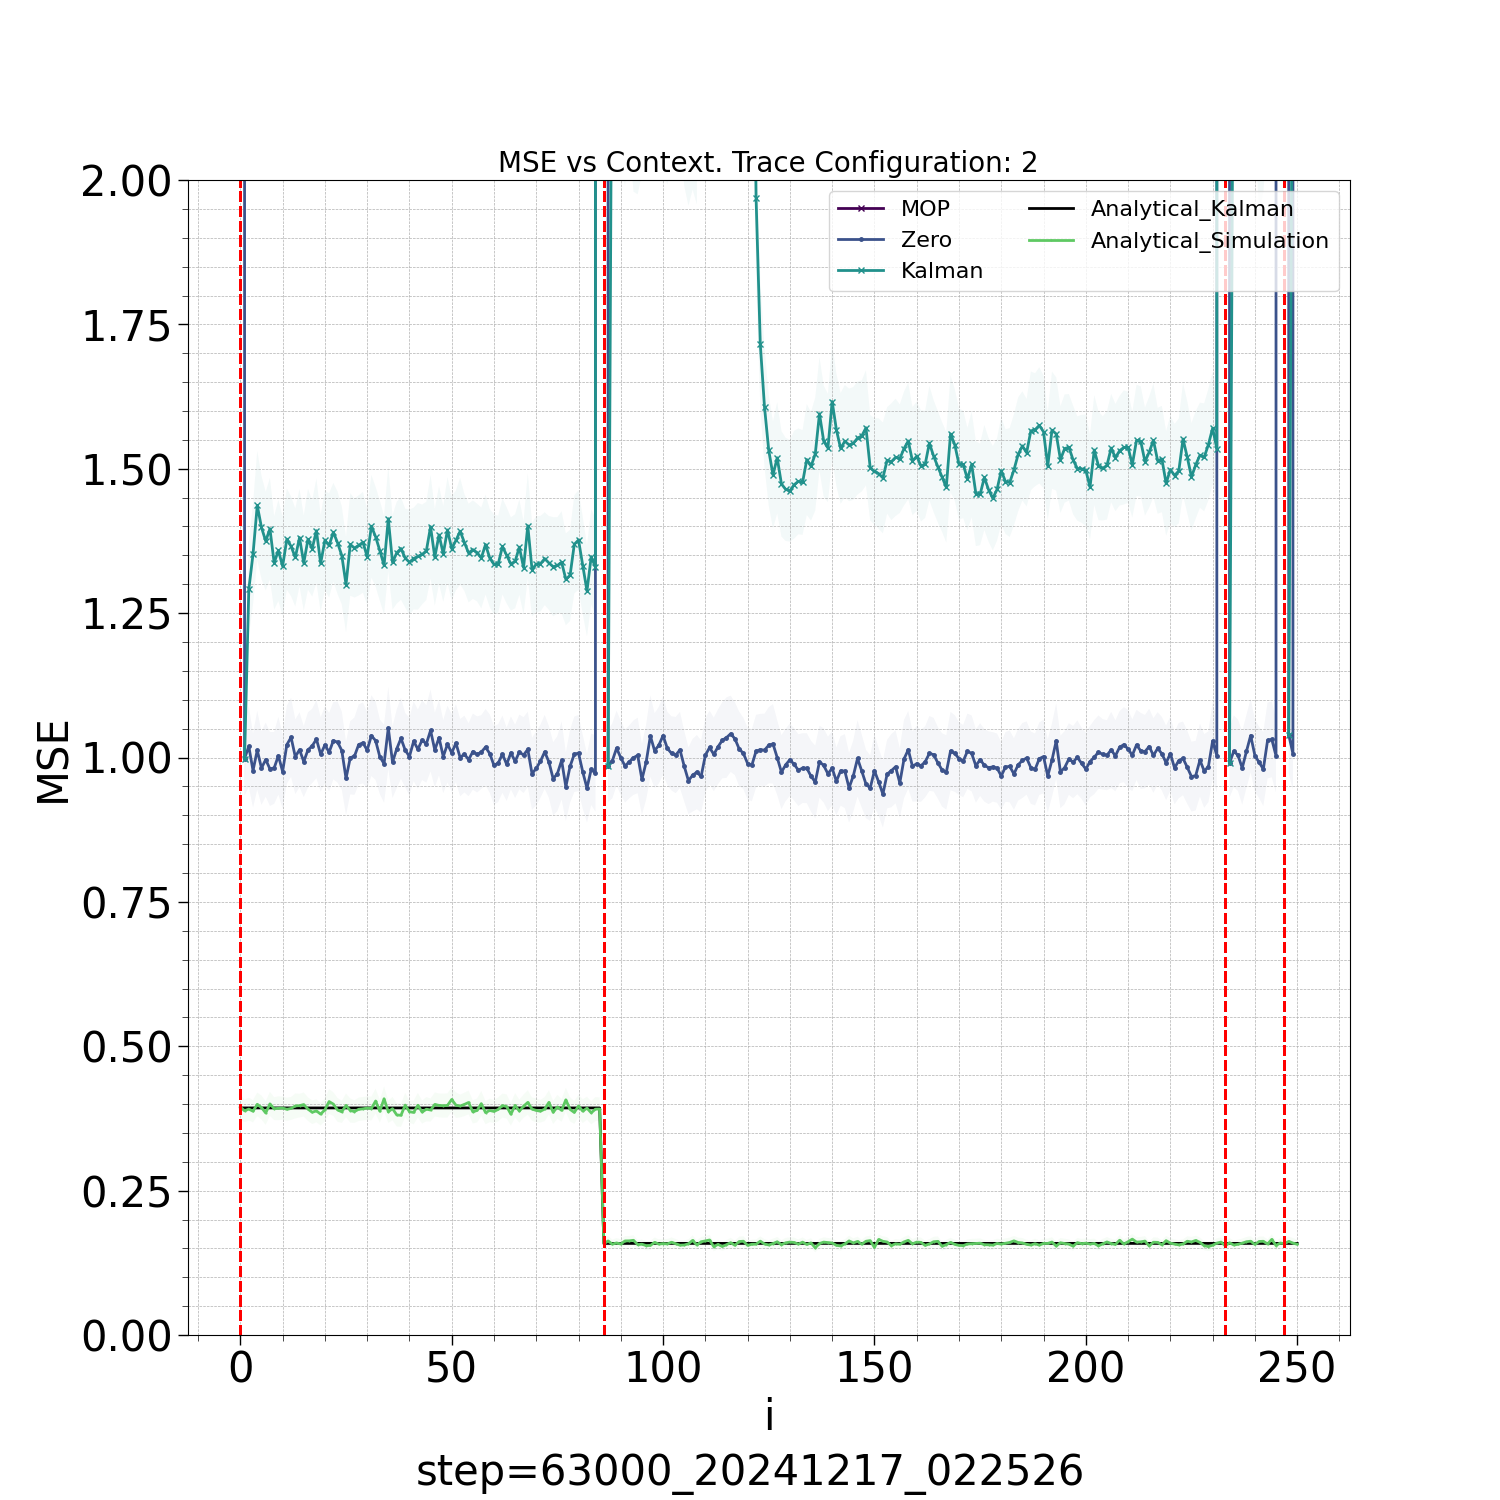 MSE vs Context. Trace Configuration: 2
MOP
Zero
Kalman
Analytical_Kalman
Analytical_Simulation
MSE
2.00
1.75
1.50
1.25
1.00
0.75
0.50
0.25
0.00
0 50 100 150 200 250
i
step=63000_20241217_022526